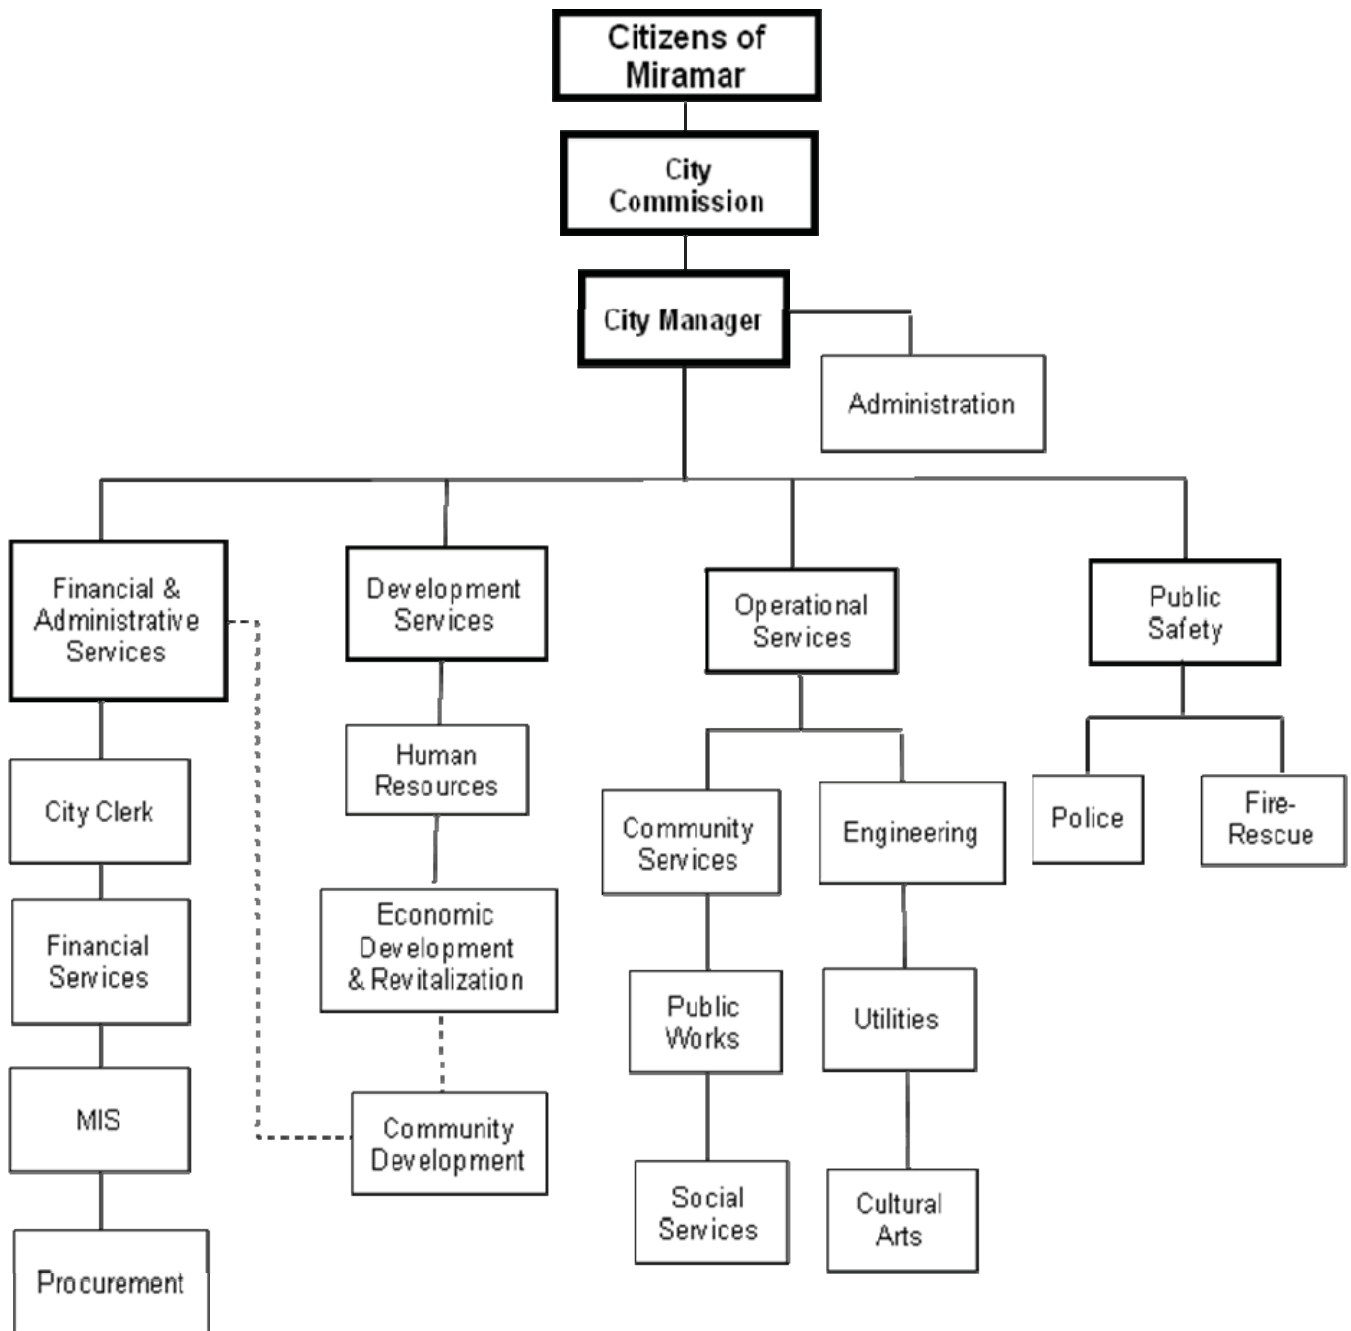 Citizens of
Miramar
City
Commission
City Manager
Administration
Financial &
Administrative
Services
Development
Services
Operational
Services
Public
Safety
Human
Resources
City Clerk
Community
Services
Engineering
Police
Fire-
Rescue
Financial
Services
Economic
Development
& Revitalization
Public
Works
Utilities
MIS
Community
Development
Social
Services
Cultural
Arts
Procurement